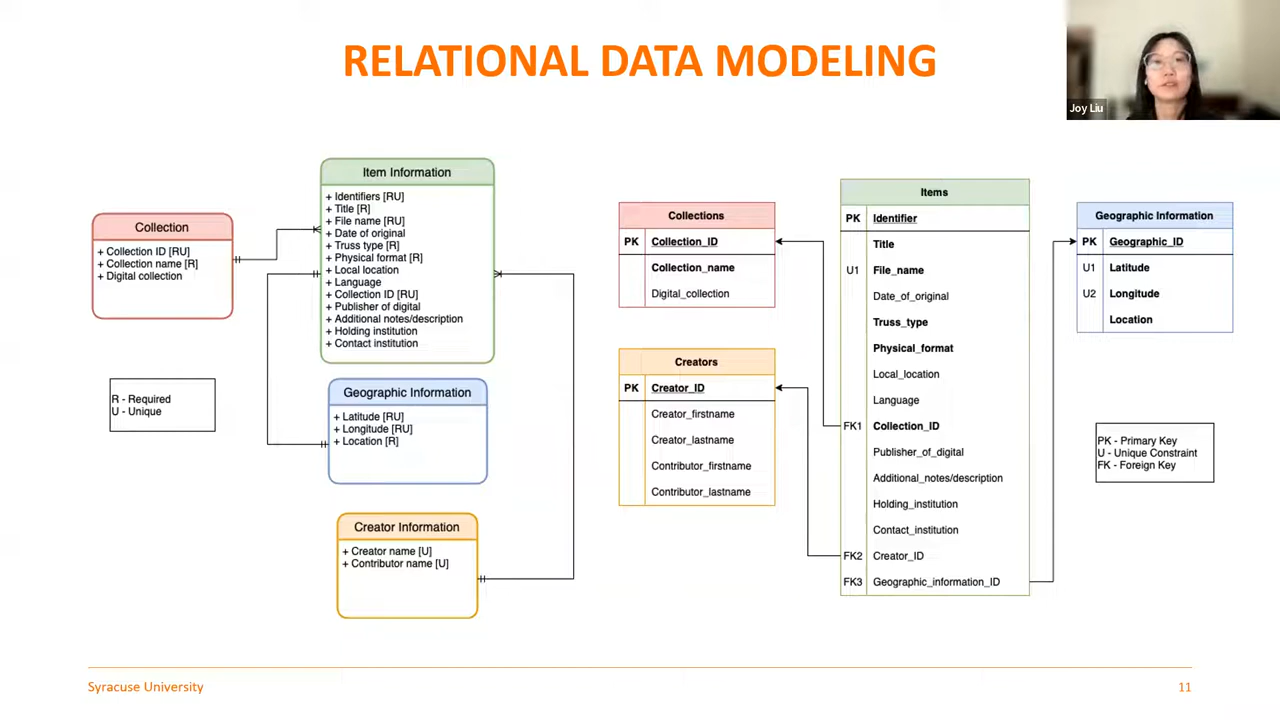 RELATIONAL DATA MODELING
Joy Liu
Collection
+ Collection ID [RU]
+ Collection name [R]
+ Digital collection
R - Required
U - Unique
Item Information
+ Identifiers [RU]
+ Title [R]
+ File name [RU]
+ Date of original
+ Truss type [R]
+ Physical format [R]
+ Local location
+ Language
+ Collection ID [RU]
+ Publisher of digital
+ Additional notes/description
+ Holding institution
+ Contact institution
Geographic Information
+ Latitude [RU]
+ Longitude [RU]
+ Location [R]
Creator Information
+ Creator name [U]
+ Contributor name [U]
Collections
PK Collection_ID
Collection_name
Digital_collection
Creators
PK Creator_ID
Creator_firstname
Creator_lastname
Contributor_firstname
Contributor_lastname
Items
PK Identifier
Title
U1 File_name
Date_of_original
Truss_type
Physical_format
Local_location
Language
FK1 Collection_ID
Publisher_of_digital
Additional_notes/description
Holding_institution
Contact_institution
FK2 Creator_ID
FK3 Geographic_information_ID
Geographic Information
PK Geographic_ID
U1 Latitude
U2 Longitude
Location
PK - Primary Key
U - Unique Constraint
FK - Foreign Key
Syracuse University
11